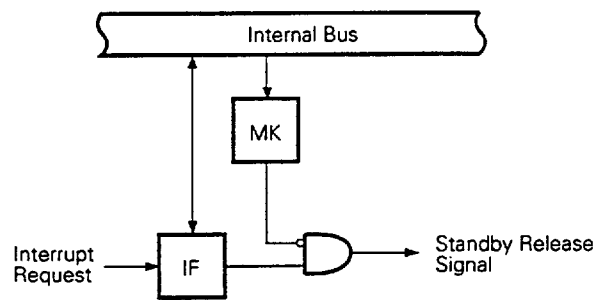 Internal Bus
MK
Interrupt
Request
IF
Standby Release
Signal